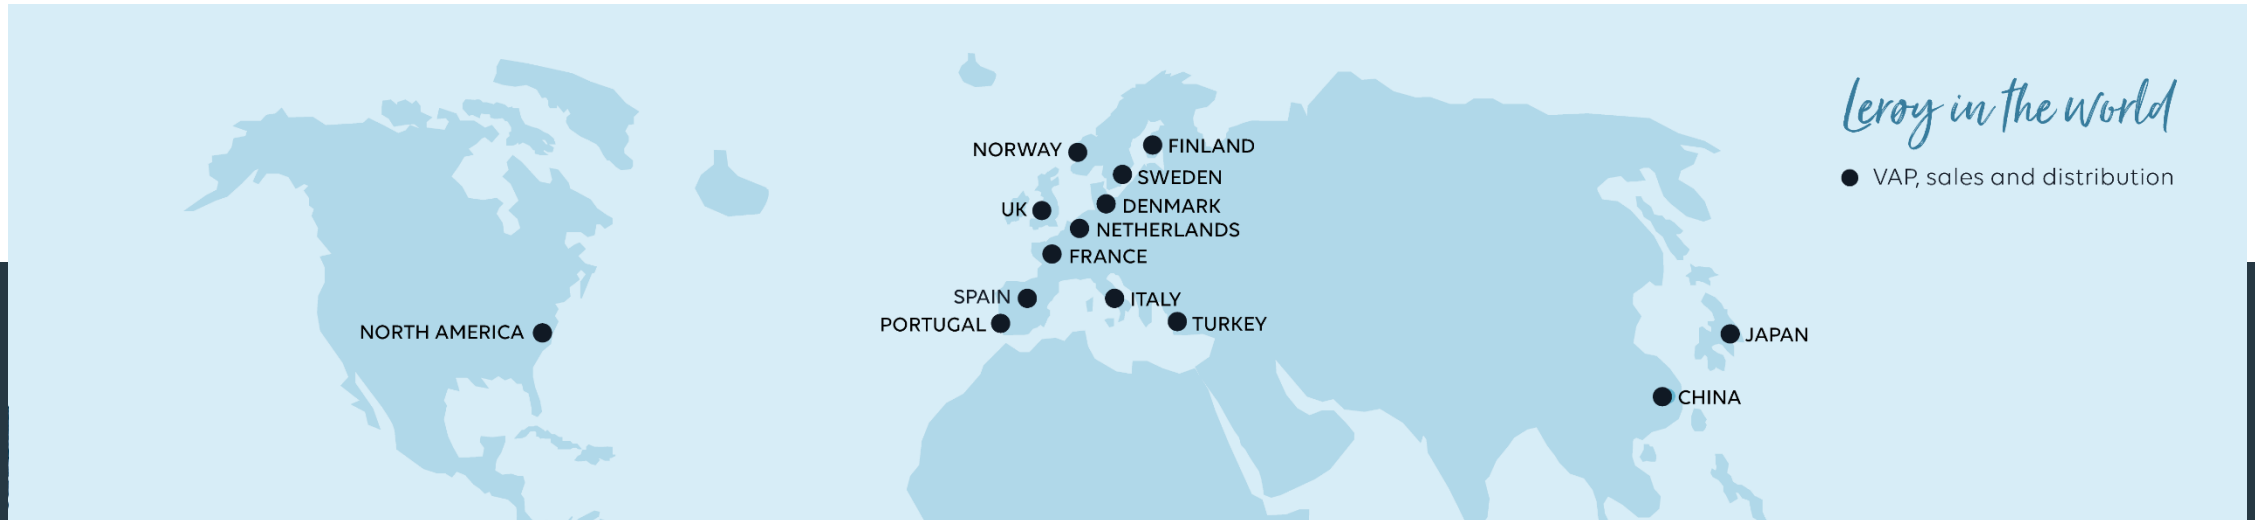 Lerøy in the world
VAP, sales and distribution
NORWAY
FINLAND
SWEDEN
UK
DENMARK
NETHERLANDS
FRANCE
SPAIN
ITALY
PORTUGAL
TURKEY
NORTH AMERICA
JAPAN
CHINA